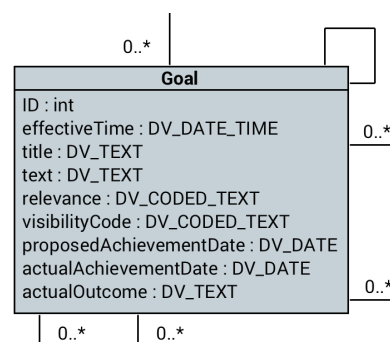 0..*
Goal
ID : int
effectiveTime : DV_DATE_TIME
0..*
title : DV_TEXT
text : DV_TEXT
relevance : DV_CODED_TEXT
visibilityCode : DV_CODED_TEXT
proposedAchievementDate : DV_DATE
actualAchievementDate : DV_DATE
0..*
actualOutcome : DV_TEXT
0..*
0..*